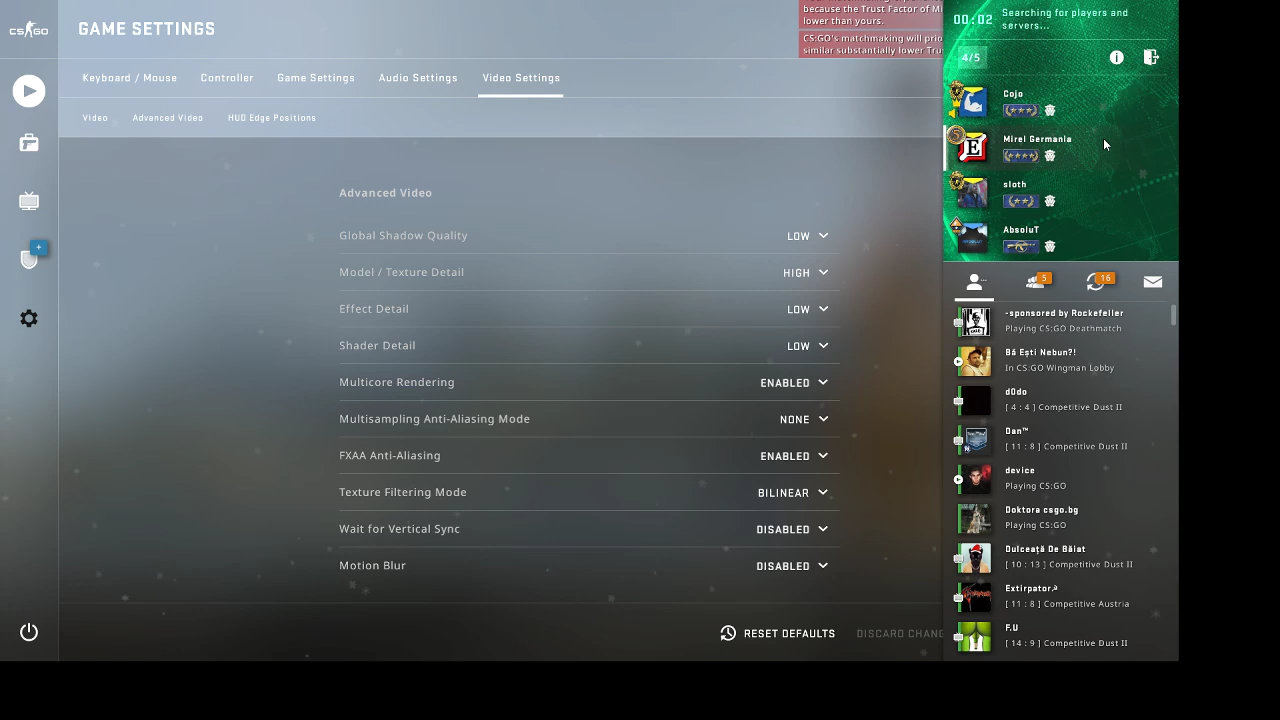 CS:GO
GAME SETTINGS
because the Trust Factor of
lower than yours.
CS:GO's matchmaking will
similar substantially lower
00:02
Searching for players and
servers...
4/5
Keyboard / Mouse
Controller
Game Settings
Audio Settings
Video Settings
Video
Advanced Video
HUD Edge Positions
Cojo
Mirel Germania
sloth
AbsoluT
Advanced Video
Global Shadow Quality LOW
Model / Texture Detail HIGH
Effect Detail LOW
Shader Detail LOW
Multicore Rendering ENABLED
Multisampling Anti-Aliasing Mode NONE
FXAA Anti-Aliasing ENABLED
Texture Filtering Mode BILINEAR
Wait for Vertical Sync DISABLED
Motion Blur DISABLED
RESET DEFAULTS
DISCARD
5
16
-sponsored by Rockefeller
Playing CS:GO Deathmatch
Bă Ești Nebun?!
In CS:GO Wingman Lobby
d0do
[ 4 : 4 ] Competitive Dust II
Dan™
[ 11 : 8 ] Competitive Dust II
device
Playing CS:GO
Doktora csgo.bg
Playing CS:GO
Dulceață De Băiat
[ 10 : 13 ] Competitive Dust II
Extirpator
[ 11 : 8 ] Competitive Austria
F.U
[ 14 : 9 ] Competitive Dust II